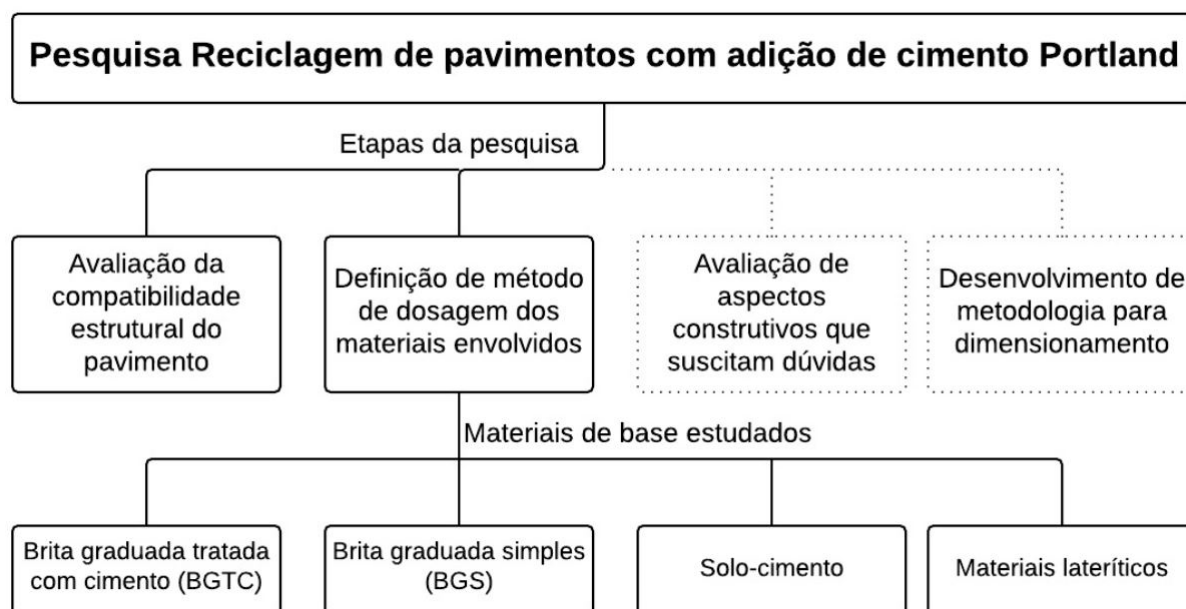 Pesquisa Reciclagem de pavimentos com adição de cimento Portland
Etapas da pesquisa
Avaliação da
compatibilidade
estrutural do
pavimento
Definição de método
de dosagem dos
materiais envolvidos
Avaliação de
aspectos
construtivos que
suscitam dúvidas
Desenvolvimento de
metodologia para
dimensionamento
Materiais de base estudados
Brita graduada tratada
com cimento (BGTC)
Brita graduada simples
(BGS)
Solo-cimento
Materiais lateríticos